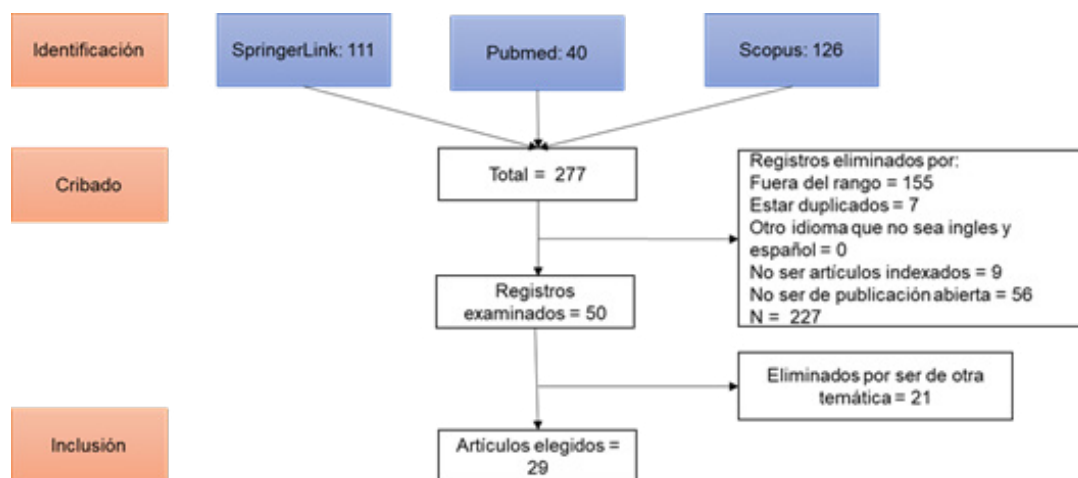 Identificación
SpringerLink: 111
Pubmed: 40
Scopus: 126
Cribado
Total = 277
Registros eliminados por:
Fuera del rango = 155
Estar duplicados = 7
Otro idioma que no sea ingles y
español = 0
No ser artículos indexados = 9
No ser de publicación abierta = 56
N = 227
Registros
examinados = 50
Eliminados por ser de otra
temática = 21
Inclusión
Artículos elegidos =
29